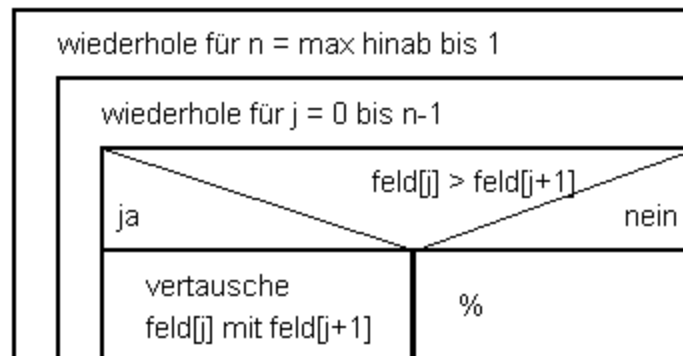 wiederhole für n = max hinab bis 1
wiederhole für j = 0 bis n-1
feld[j] > feld[j+1]
ja
nein
vertausche
feld[j] mit feld[j+1]
%